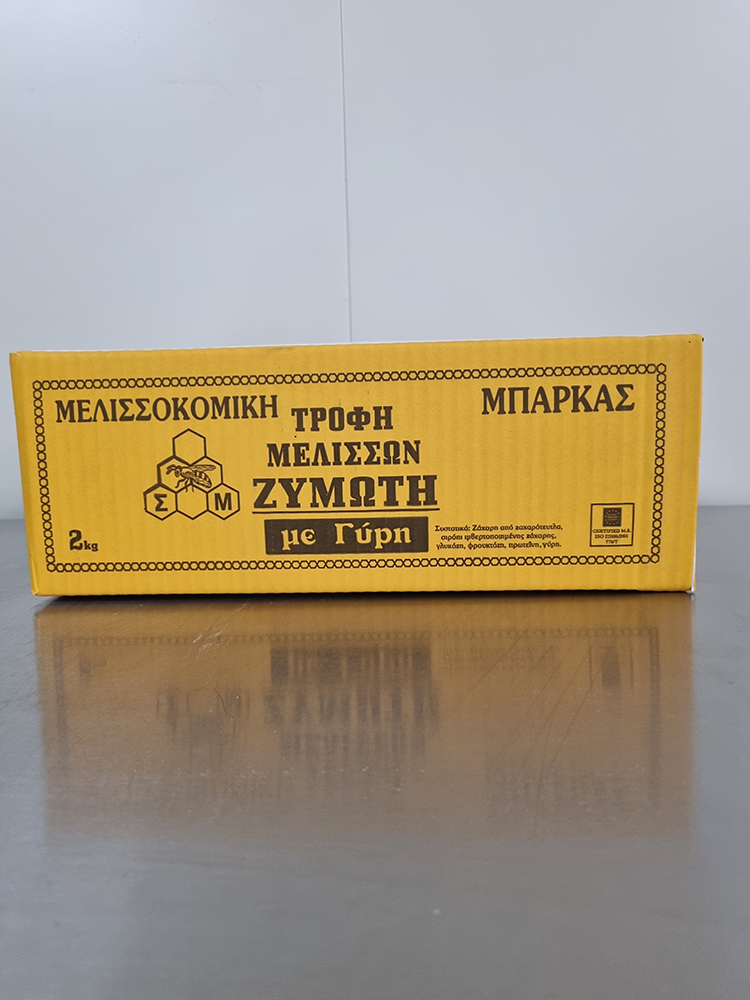 ΜΕΛΙΣΣΟΚΟΜΙΚΗ
ΜΠΑΡΚΑΣ
ΤΡΟΦΗ
ΜΕΛΙΣΣΩΝ
ΖΥΜΩΤΗ
με Γύρη
Σ Μ
2kg
Συστατικά: Ζάχαρη από ζαχαρότευτλα,
σιρόπι ιμβερτοποιημένης ζάχαρης,
γλυκόζη, φρουκτόζη, πρωτεΐνη, γύρη.
CERTIFIED M.S.